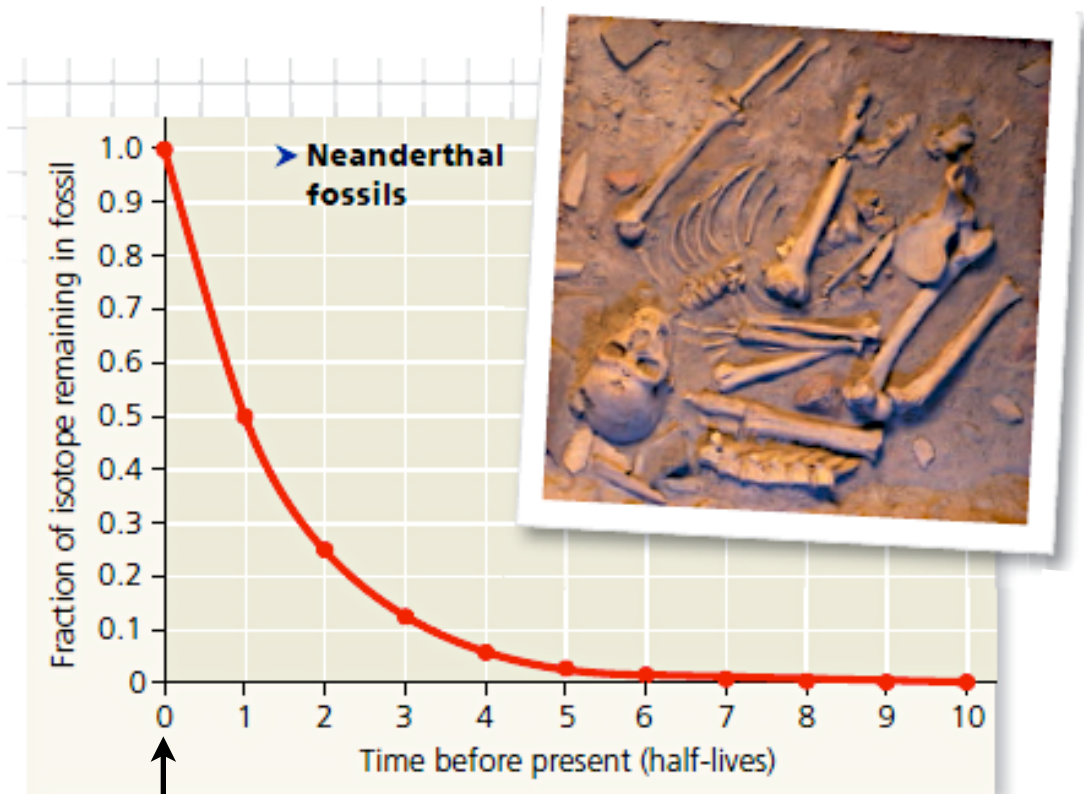 ➤ Neanderthal
fossils
Fraction of isotope remaining in fossil
1.0
0.9
0.8
0.7
0.6
0.5
0.4
0.3
0.2
0.1
0
0 1 2 3 4 5 6 7 8 9 10
Time before present (half-lives)